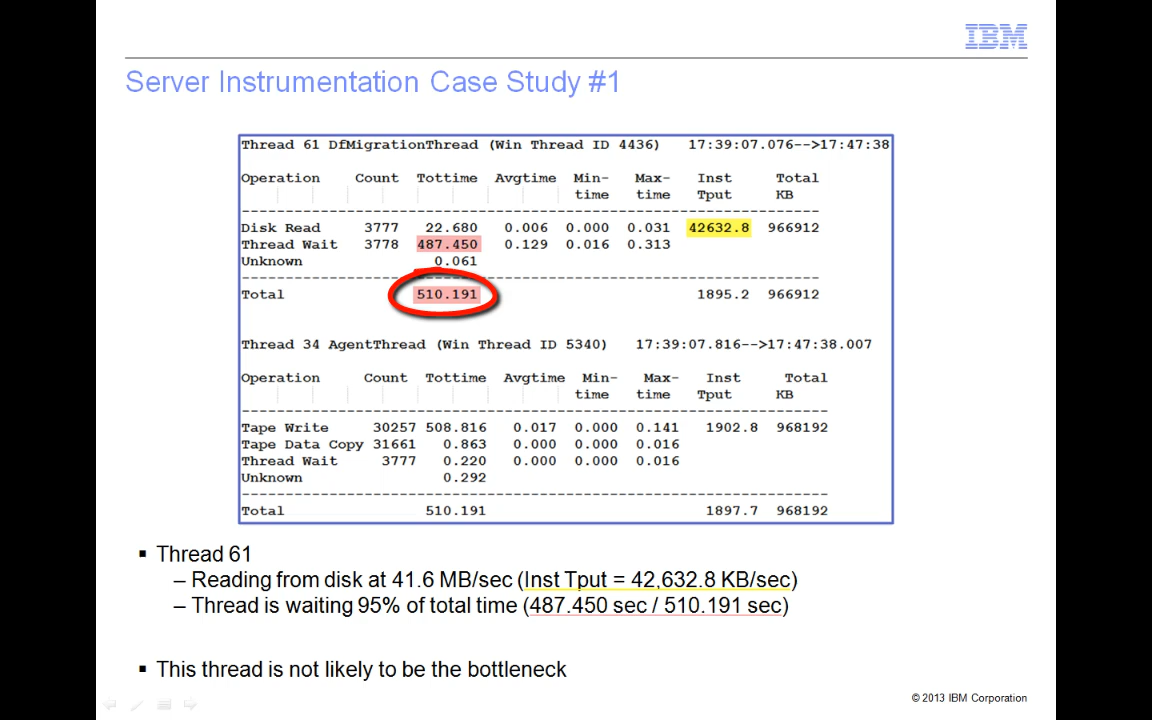 IBM
Server Instrumentation Case Study #1
Thread 61 DfMigrationThread (Win Thread ID 4436) 17:39:07.076-->17:47:38
Operation Count Tottime Avgtime Min- Max- Inst Total
time time Tput KB
----------------------------------------------------------------------
Disk Read 3777 22.680 0.006 0.000 0.031 42632.8 966912
Thread Wait 3778 487.450 0.129 0.016 0.313
Unknown 0.061
----------------------------------------------------------------------
Total 510.191 1895.2 966912
Thread 34 AgentThread (Win Thread ID 5340) 17:39:07.816-->17:47:38.007
Operation Count Tottime Avgtime Min- Max- Inst Total
time time Tput KB
----------------------------------------------------------------------
Tape Write 30257 508.816 0.017 0.000 0.141 1902.8 968192
Tape Data Copy 31661 0.863 0.000 0.000 0.016
Thread Wait 3777 0.220 0.000 0.000 0.016
Unknown 0.292
----------------------------------------------------------------------
Total 510.191 1897.7 968192
▪ Thread 61
– Reading from disk at 41.6 MB/sec (Inst Tput = 42,632.8 KB/sec)
– Thread is waiting 95% of total time (487.450 sec / 510.191 sec)
▪ This thread is not likely to be the bottleneck
© 2013 IBM Corporation